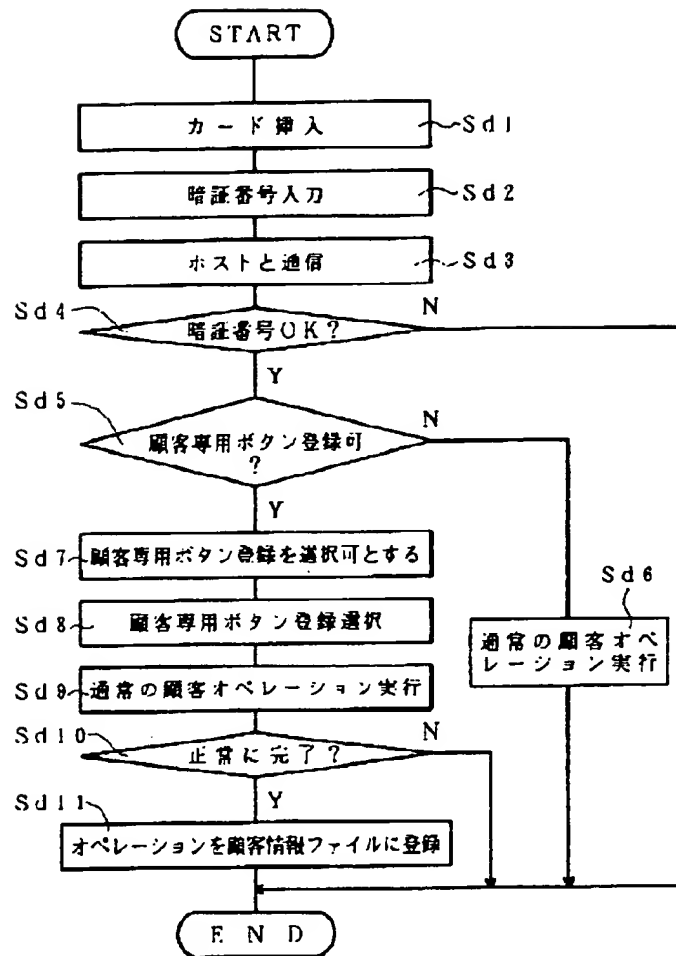 START
カード挿入
Sd1
暗証番号入力
Sd2
ホストと通信
Sd3
Sd4
暗証番号OK?
N
Y
Sd5
顧客専用ボタン登録可
?
N
Y
Sd7
顧客専用ボタン登録を選択可とする
Sd6
Sd8
顧客専用ボタン登録選択
通常の顧客オペ
レーション実行
Sd9
通常の顧客オペレーション実行
Sd10
正常に完了?
N
Y
Sd11
オペレーションを顧客情報ファイルに登録
END